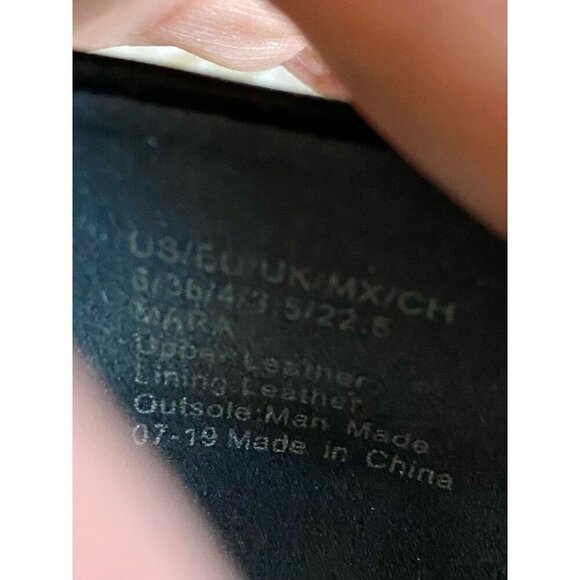 US/EU/UK/MX/CH
6/36/4/3.5/22.5
MARA
Upper:Leather
Lining:Leather
Outsole:Man Made
07-19 Made in China